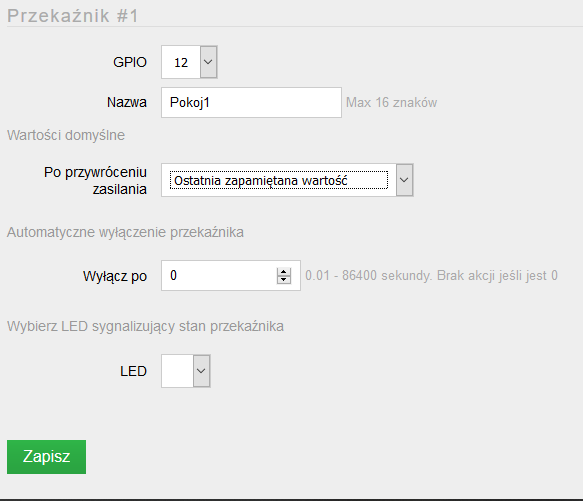 Przekaźnik #1
GPIO 12
Nazwa Pokoj1 Max 16 znaków
Wartości domyślne
Po przywróceniu
zasilania
Ostatnia zapamiętana wartość
Automatyczne wyłączenie przekaźnika
Wyłącz po 0 0.01 - 86400 sekundy. Brak akcji jeśli jest 0
Wybierz LED sygnalizujący stan przekaźnika
LED
Zapisz